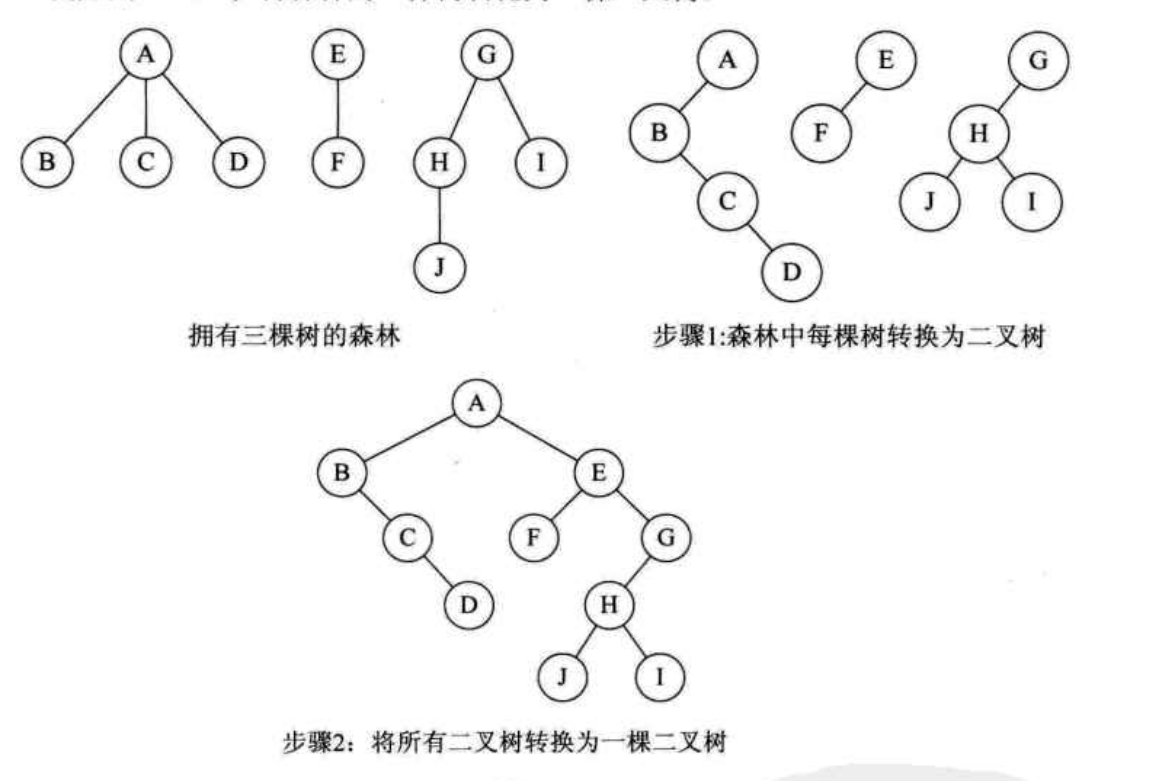 A E G
B C D F H I
J
A E G
B F H
C J I
D
拥有三棵树的森林
步骤1:森林中每棵树转换为二叉树
A
B E
C F G
D H
J I
步骤2：将所有二叉树转换为一棵二叉树